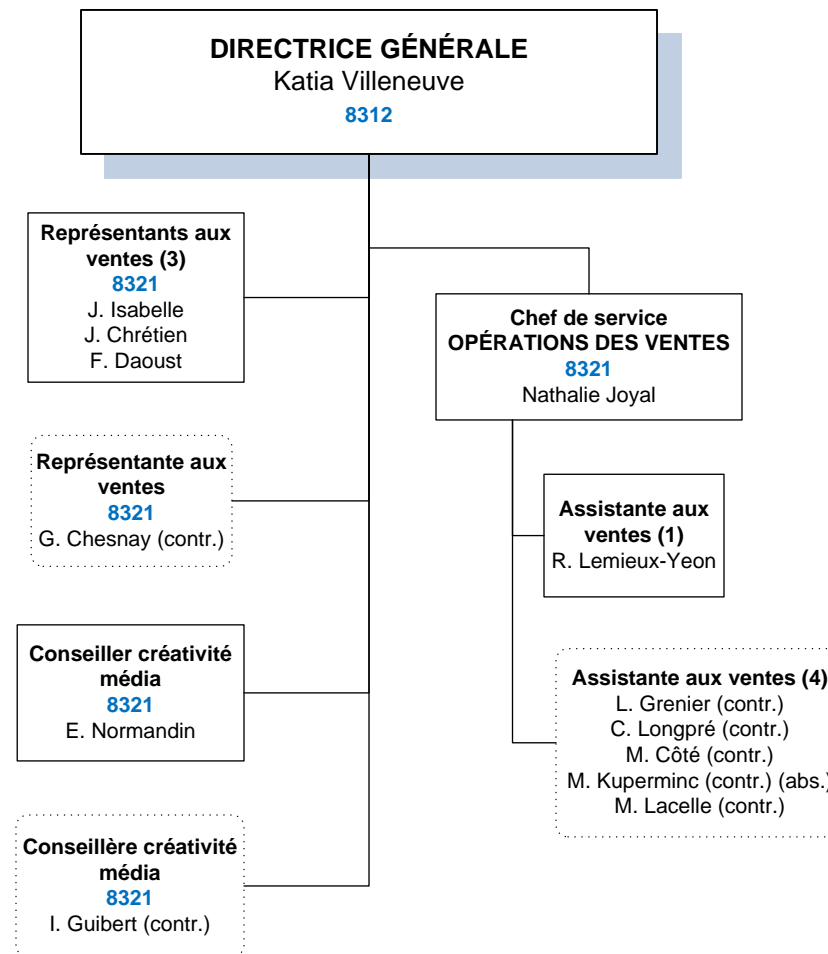 DIRECTRICE GÉNÉRALE
Katia Villeneuve
8312
Représentants aux
ventes (3)
8321
J. Isabelle
J. Chrétien
F. Daoust
Chef de service
OPÉRATIONS DES VENTES
8321
Nathalie Joyal
Représentante aux
ventes
8321
G. Chesnay (contr.)
Assistante aux
ventes (1)
R. Lemieux-Yeon
Conseiller créativité
média
8321
E. Normandin
Assistante aux ventes (4)
L. Grenier (contr.)
C. Longpré (contr.)
M. Côté (contr.)
M. Kuperminc (contr.) (abs.)
M. Lacelle (contr.)
Conseillère créativité
média
8321
I. Guibert (contr.)